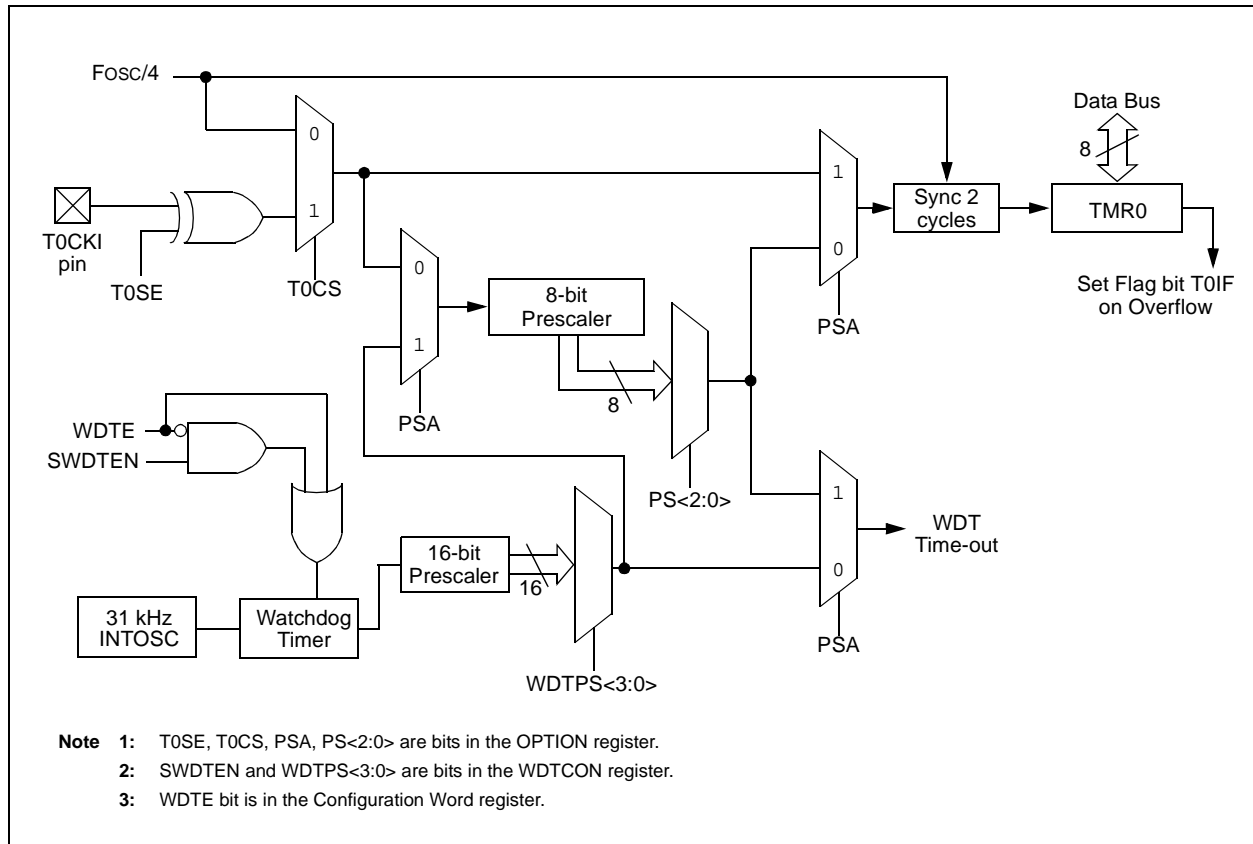 FOSC/4
Data Bus
8
0
1
T0CKI
pin
T0SE
T0CS
1
0
PSA
Sync 2
cycles
TMR0
Set Flag bit T0IF
on Overflow
0
1
PSA
8-bit
Prescaler
8
PS<2:0>
WDTE
SWDTEN
1
0
PSA
WDT
Time-out
16-bit
Prescaler
16
WDTPS<3:0>
31 kHz
INTOSC
Watchdog
Timer
Note 1: T0SE, T0CS, PSA, PS<2:0> are bits in the OPTION register.
2: SWDTEN and WDTPS<3:0> are bits in the WDTCON register.
3: WDTE bit is in the Configuration Word register.